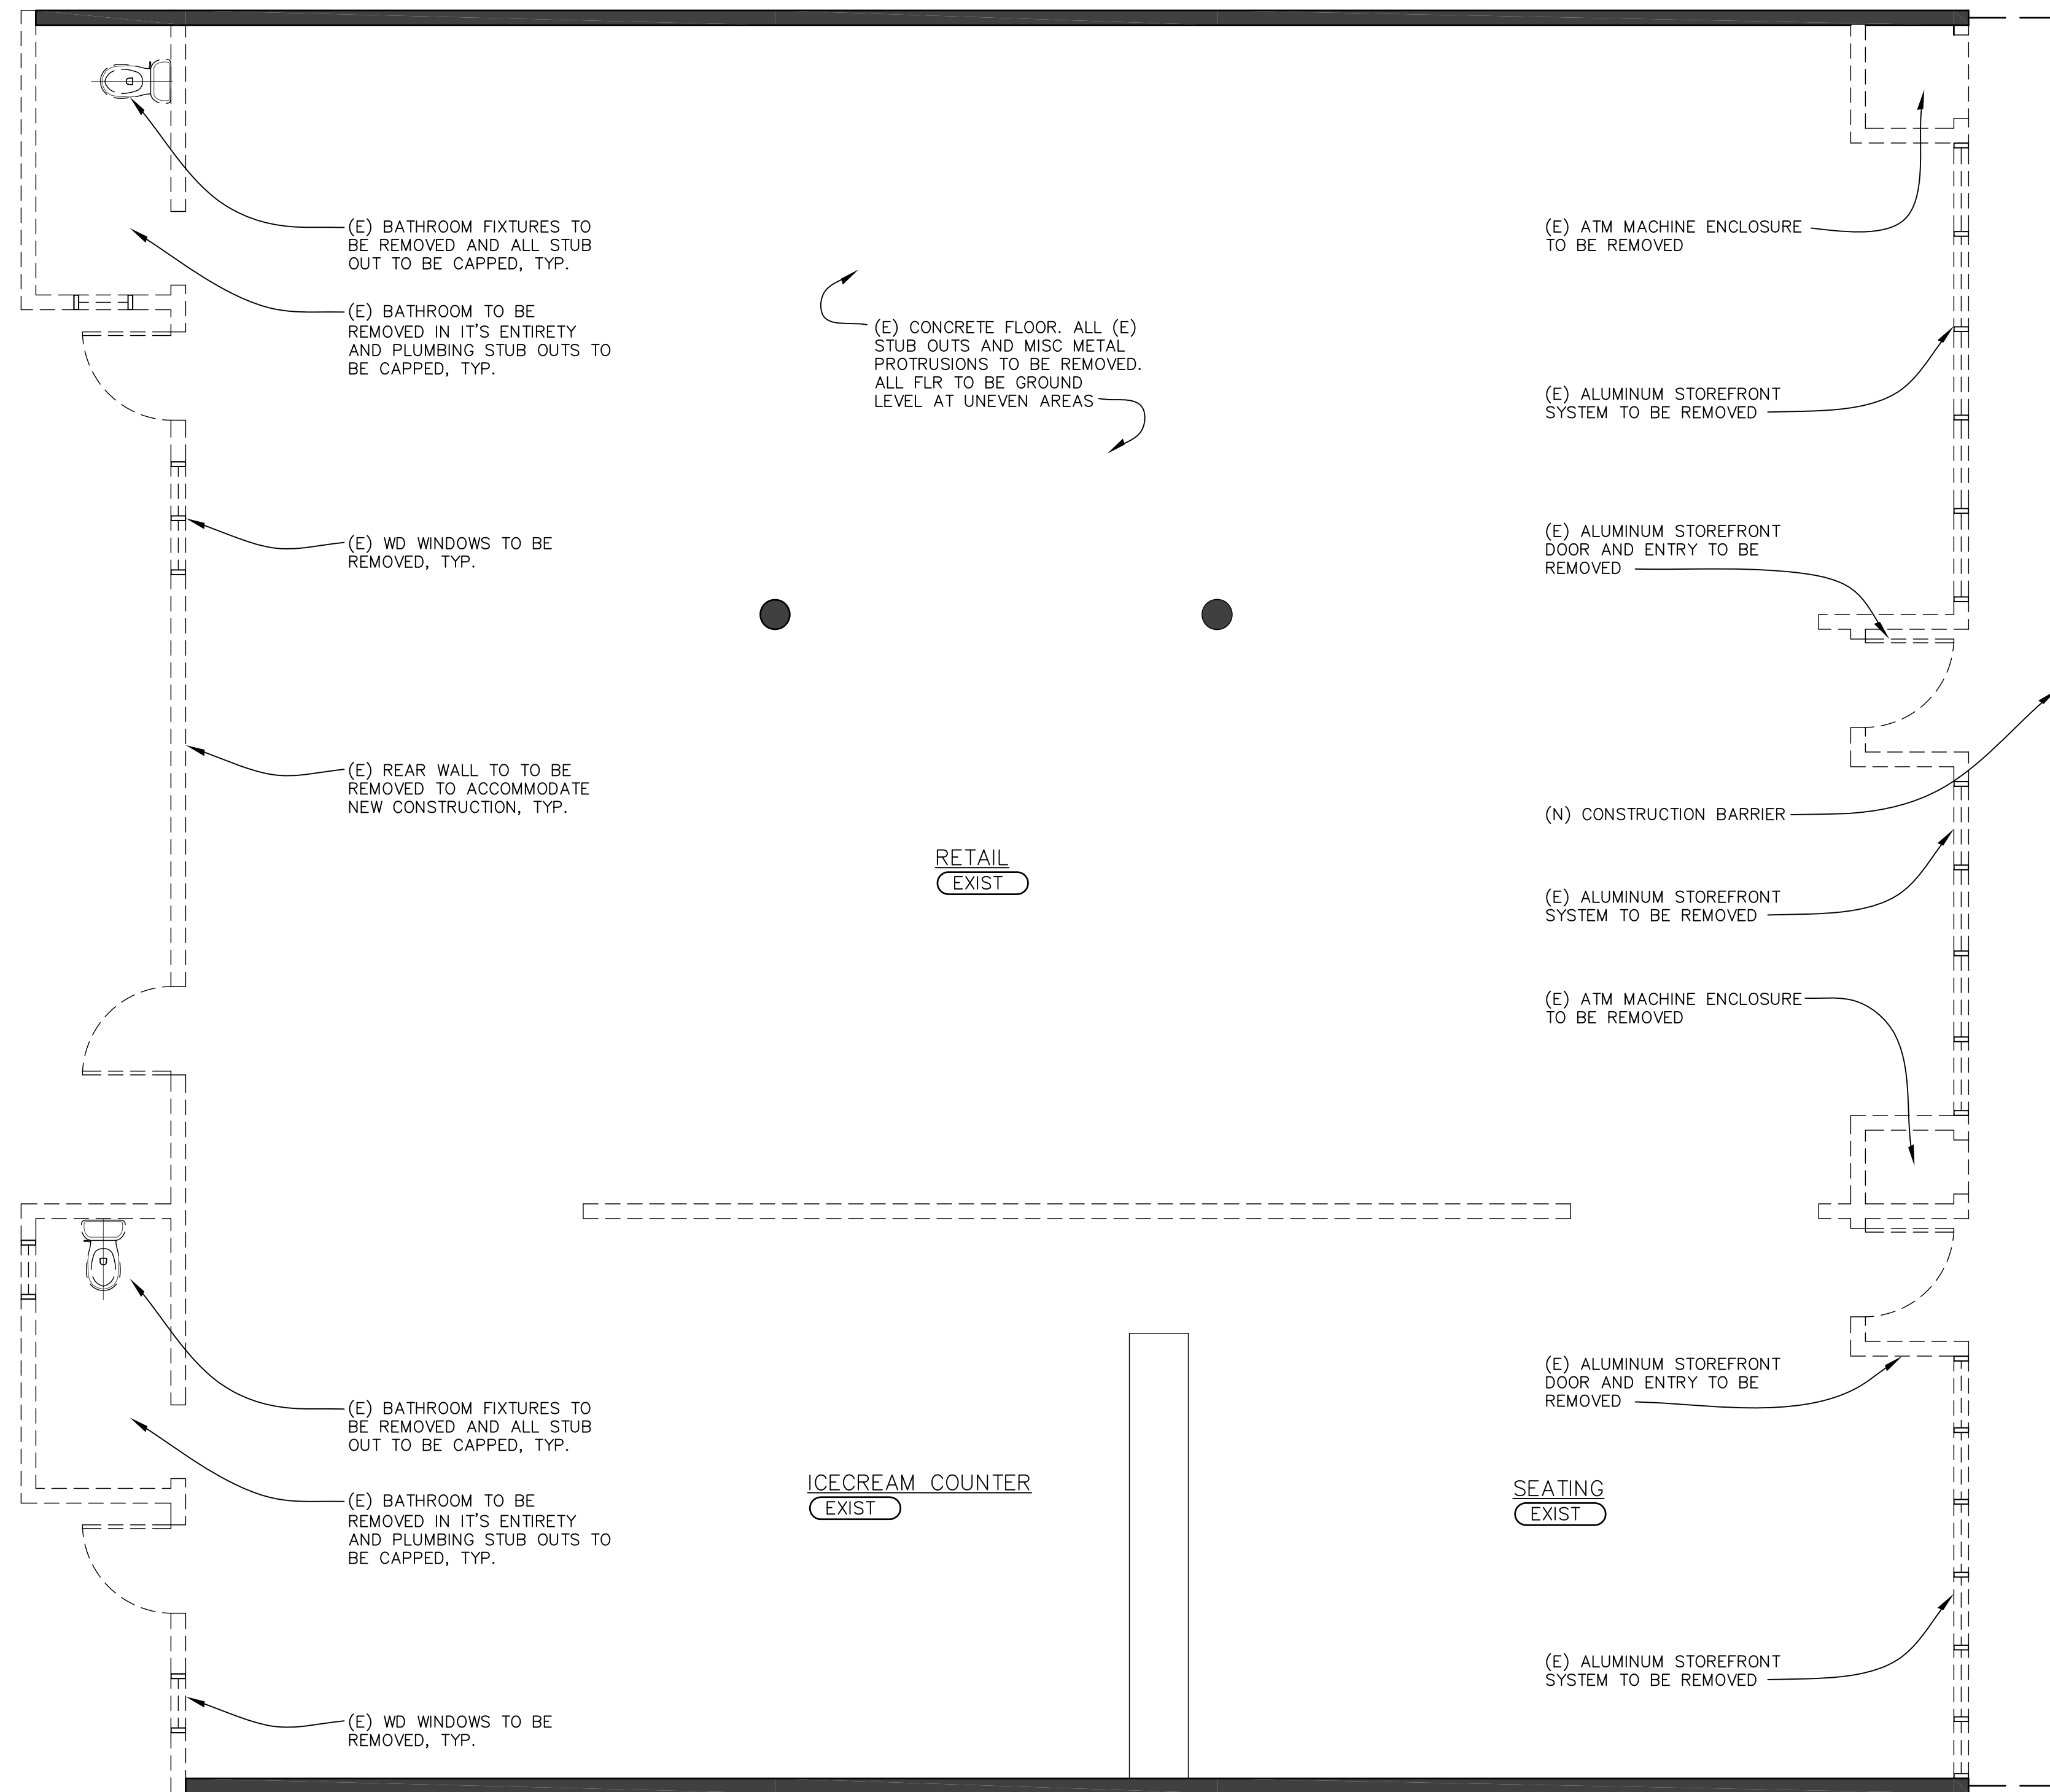 (E) BATHROOM FIXTURES TO
BE REMOVED AND ALL STUB
OUT TO BE CAPPED, TYP.
(E) BATHROOM TO BE
REMOVED IN IT'S ENTIRETY
AND PLUMBING STUB OUTS TO
BE CAPPED, TYP.
(E) WD WINDOWS TO BE
REMOVED, TYP.
(E) REAR WALL TO TO BE
REMOVED TO ACCOMMODATE
NEW CONSTRUCTION, TYP.
(E) BATHROOM FIXTURES TO
BE REMOVED AND ALL STUB
OUT TO BE CAPPED, TYP.
(E) BATHROOM TO BE
REMOVED IN IT'S ENTIRETY
AND PLUMBING STUB OUTS TO
BE CAPPED, TYP.
(E) WD WINDOWS TO BE
REMOVED, TYP.
(E) CONCRETE FLOOR. ALL (E)
STUB OUTS AND MISC METAL
PROTRUSIONS TO BE REMOVED.
ALL FLR TO BE GROUND
LEVEL AT UNEVEN AREAS
RETAIL
EXIST
ICECREAM COUNTER
EXIST
SEATING
EXIST
(E) ATM MACHINE ENCLOSURE
TO BE REMOVED
(E) ALUMINUM STOREFRONT
SYSTEM TO BE REMOVED
(E) ALUMINUM STOREFRONT
DOOR AND ENTRY TO BE
REMOVED
(N) CONSTRUCTION BARRIER
(E) ALUMINUM STOREFRONT
SYSTEM TO BE REMOVED
(E) ATM MACHINE ENCLOSURE
TO BE REMOVED
(E) ALUMINUM STOREFRONT
DOOR AND ENTRY TO BE
REMOVED
(E) ALUMINUM STOREFRONT
SYSTEM TO BE REMOVED